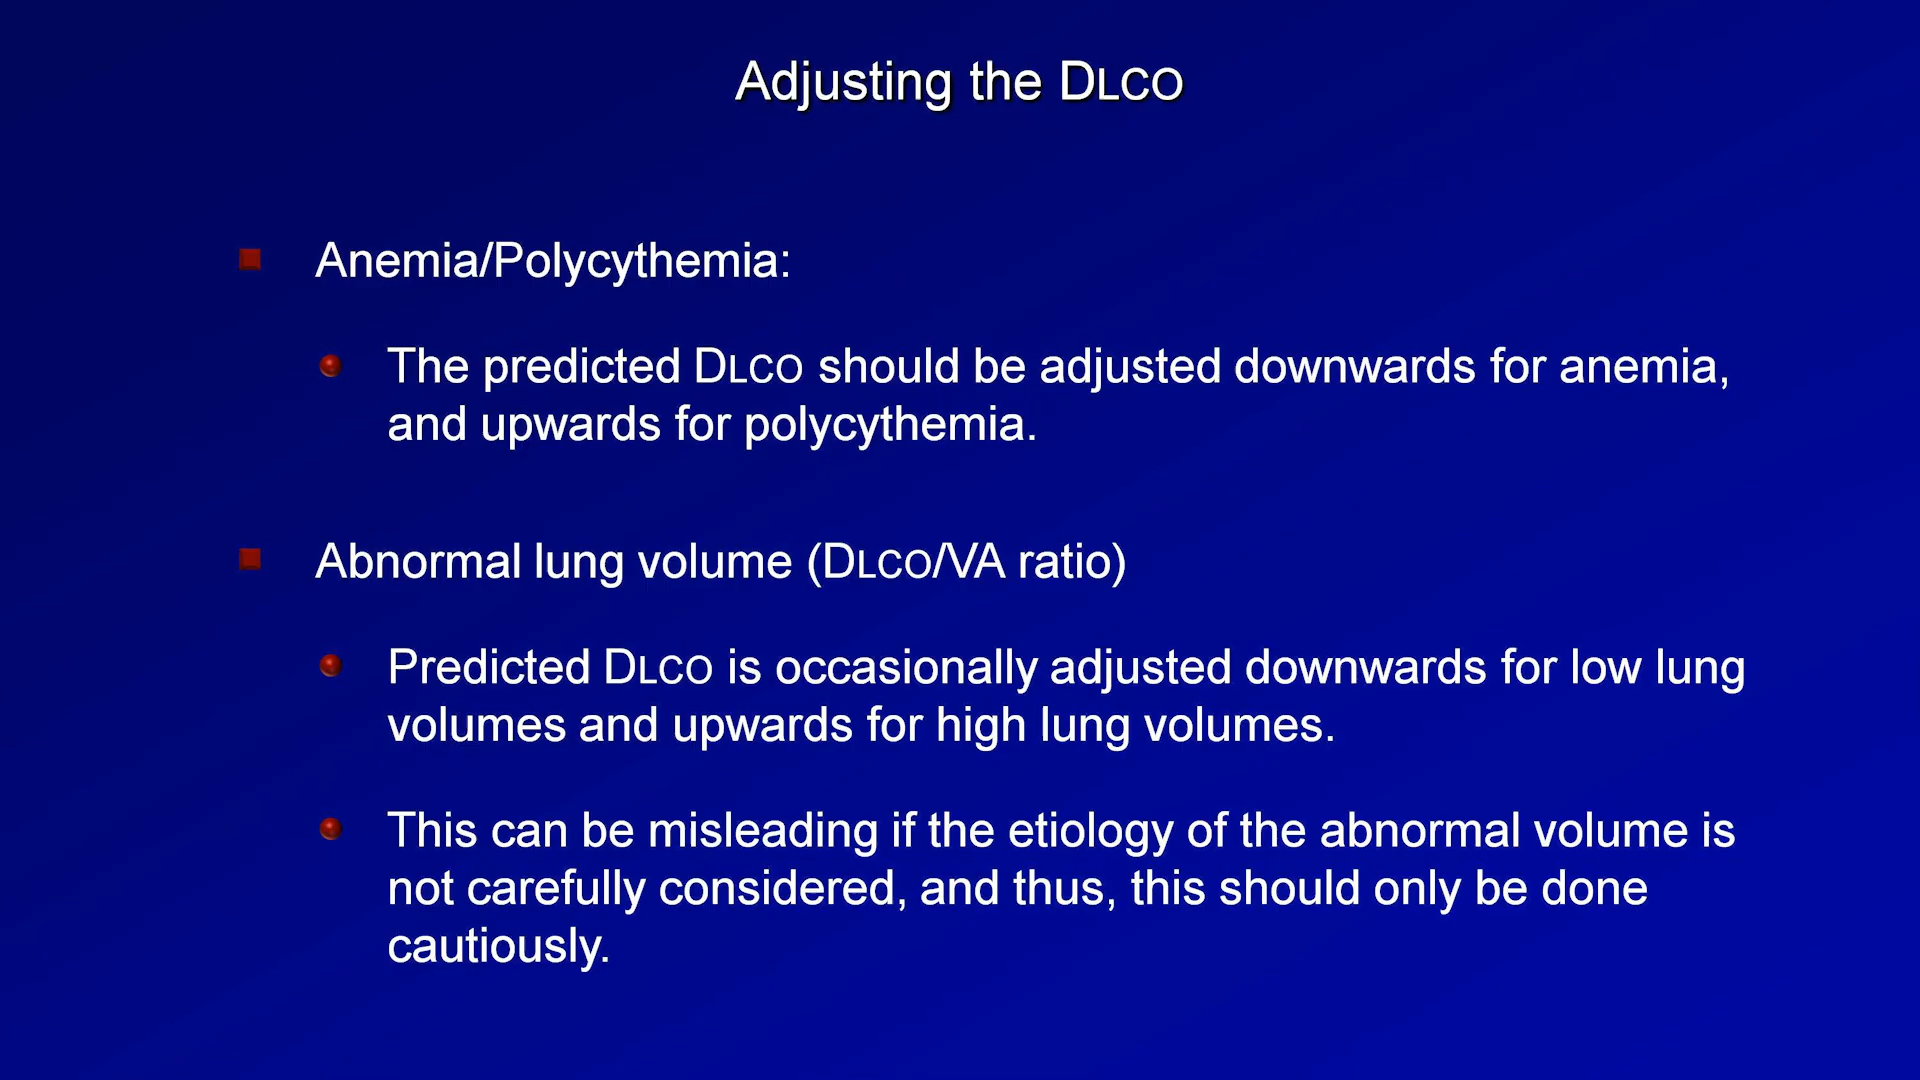 Adjusting the DLCO
Anemia/Polycythemia:
The predicted DLCO should be adjusted downwards for anemia,
and upwards for polycythemia.
Abnormal lung volume (DLCO/VA ratio)
Predicted DLCO is occasionally adjusted downwards for low lung
volumes and upwards for high lung volumes.
This can be misleading if the etiology of the abnormal volume is
not carefully considered, and thus, this should only be done
cautiously.